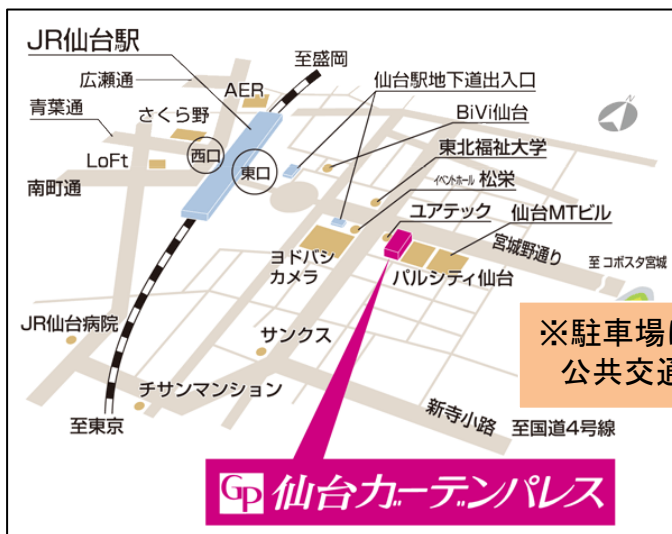 JR仙台駅
至盛岡
広瀬通
AER
仙台駅地下道出入口
青葉通
さくら野
BiVi仙台
西口
東口
東北福祉大学
LoFt
イベントホール 松栄
南町通
ユアテック
仙台MTビル
宮城野通り
至 コボスタ宮城
ヨドバシ
カメラ
パルシティ仙台
JR仙台病院
サンクス
※駐車場
公共交通
チサンマンション
至東京
新寺小路
至国道4号線
GP 仙台ガーデンパレス